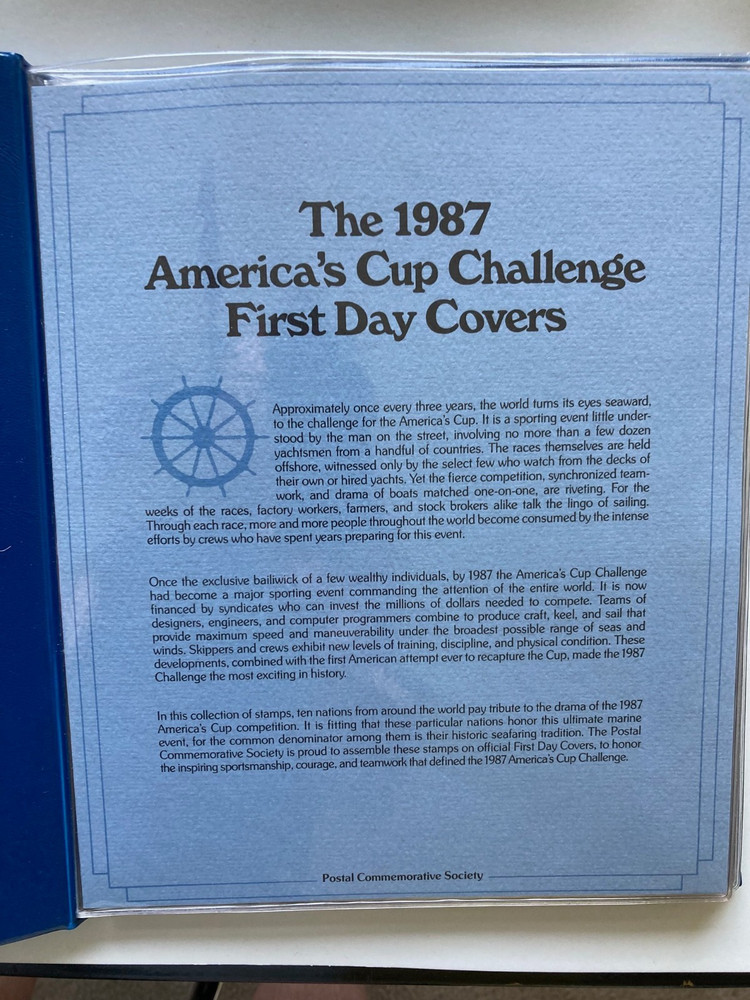 The 1987
America's Cup Challenge
First Day Covers
Approximately once every three years, the world turns its eyes seaward,
to the challenge for the America's Cup. It is a sporting event little under-
stood by the man on the street, involving no more than a few dozen
yachtsmen from a handful of countries. The races themselves are held
offshore, witnessed only by the select few who watch from the decks of
their own or hired yachts. Yet the fierce competition, synchronized team-
work, and drama of boats matched one-on-one, are riveting. For the
weeks of the races, factory workers, farmers, and stock brokers alike talk the lingo of sailing.
Through each race, more and more people throughout the world become consumed by the intense
efforts by crews who have spent years preparing for this event.
Once the exclusive bailiwick of a few wealthy individuals, by 1987 the America's Cup Challenge
had become a major sporting event commanding the attention of the entire world. It is now
financed by syndicates who can invest the millions of dollars needed to compete. Teams of
designers, engineers, and computer programmers combine to produce craft, keel, and sail that
provide maximum speed and maneuverability under the broadest possible range of seas and
winds. Skippers and crews exhibit new levels of training, discipline, and physical condition. These
developments, combined with the first American attempt ever to recapture the Cup, made the 1987
Challenge the most exciting in history.
In this collection of stamps, ten nations from around the world pay tribute to the drama of the 1987
America's Cup competition. It is fitting that these particular nations honor this ultimate marine
event, for the common denominator among them is their historic seafaring tradition. The Postal
Commemorative Society is proud to assemble these stamps on official First Day Covers, to honor
the inspiring sportsmanship, courage, and teamwork that defined the 1987 America's Cup Challenge.
Postal Commemorative Society